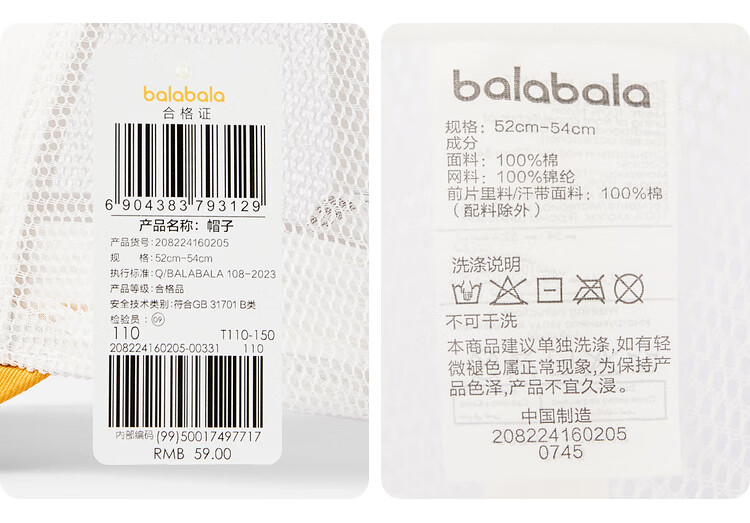 balabala
合格证
6 904383 793129
产品名称：帽子
产品货号：208224160205
规　格：52cm-54cm
执行标准：Q/BALABALA 108-2023
产品等级：合格品
安全技术类别：符合GB 31701 B类
检验员：09
110 T110-150
208224160205-00331 110
内部编码 (99)50017497717
RMB 59.00
balabala
规格：52cm-54cm
成分
面料：100%棉
网料：100%锦纶
前片里料/汗带面料：100%棉
（配料除外）
洗涤说明
不可干洗
本商品建议单独洗涤,如有轻
微褪色属正常现象,为保持产
品色泽,产品不宜久浸。
中国制造
208224160205
0745